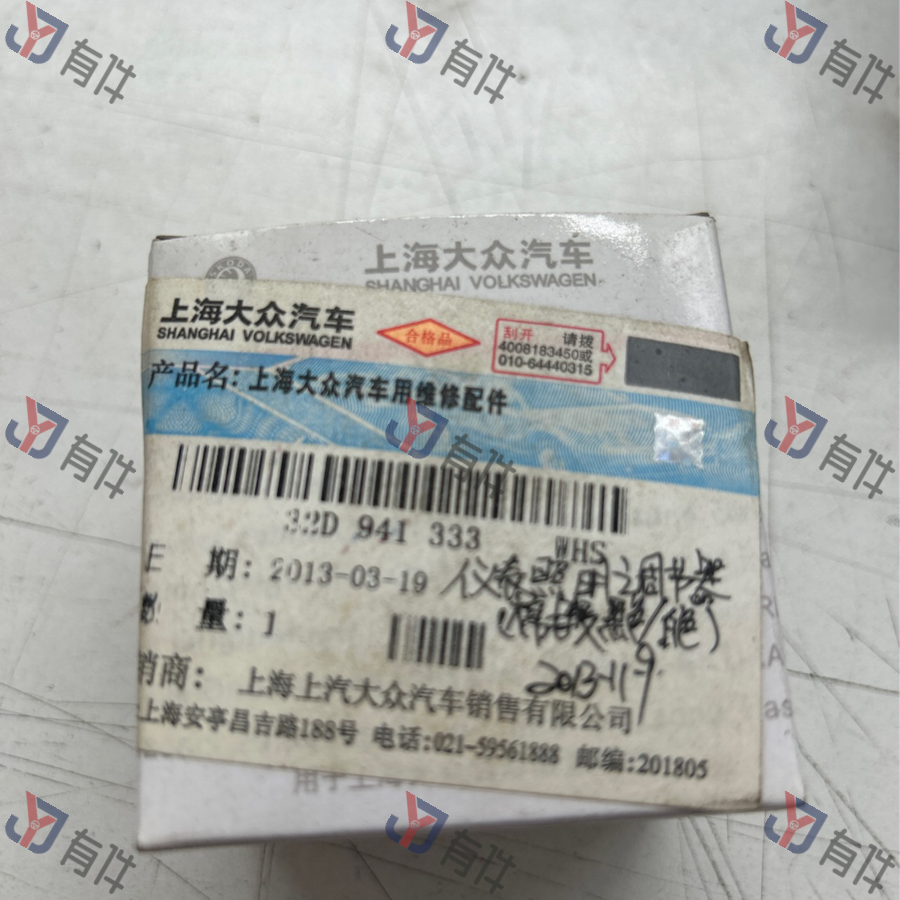 上海大众汽车
SHANGHAI VOLKSWAGEN
上海大众汽车
SHANGHAI VOLKSWAGEN
合格品
刮开 请拨
4008183450或
010-64440315
产品名:上海大众汽车用维修配件
32D 941 333
WHS
日 期:2013-03-19
仪表照明调节器
数 量:1
2013-11-9
销商: 上海上汽大众汽车销售有限公司
上海安亭昌吉路188号 电话:021-59561888 邮编:201805
有件
有件
有件
有件
有件
有件
有件
有件
有件